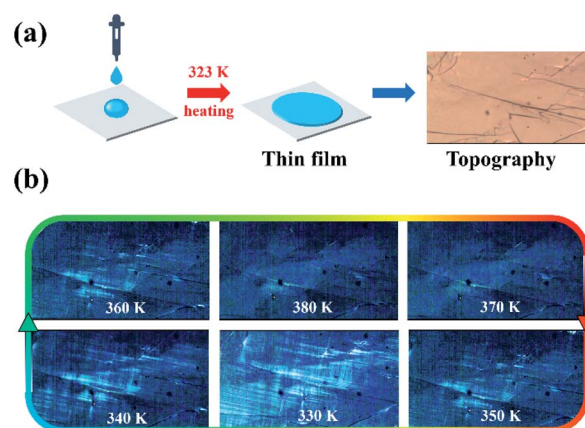 (a)
323 K
heating
Thin film
Topography
(b)
360 K
380 K
370 K
340 K
330 K
350 K